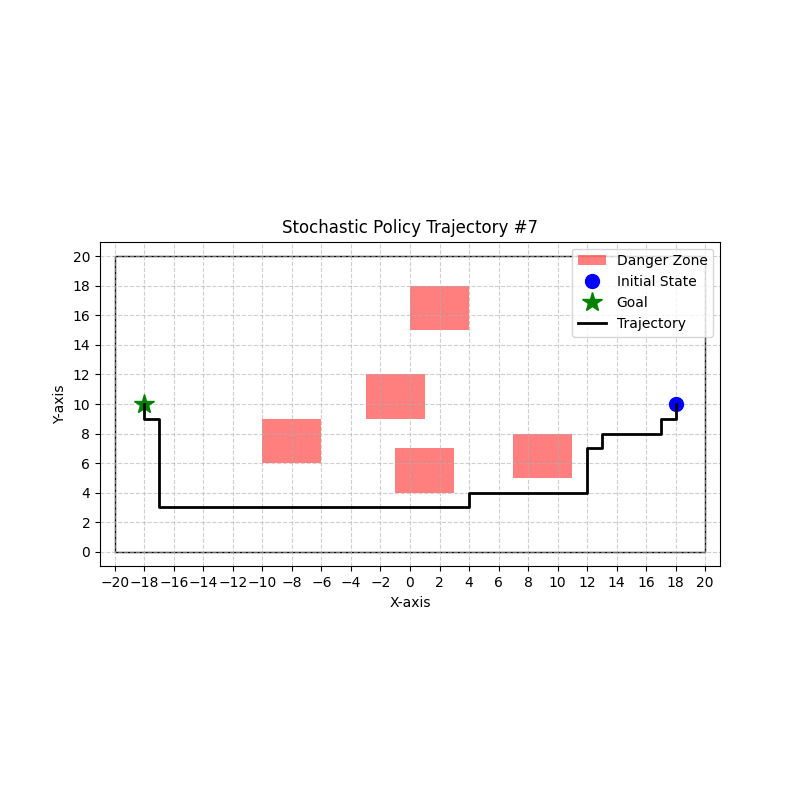 Stochastic Policy Trajectory #7
Danger Zone
Initial State
Goal
Trajectory
Y-axis
20
18
16
14
12
10
8
6
4
2
0
−20 −18 −16 −14 −12 −10 −8 −6 −4 −2 0 2 4 6 8 10 12 14 16 18 20
X-axis